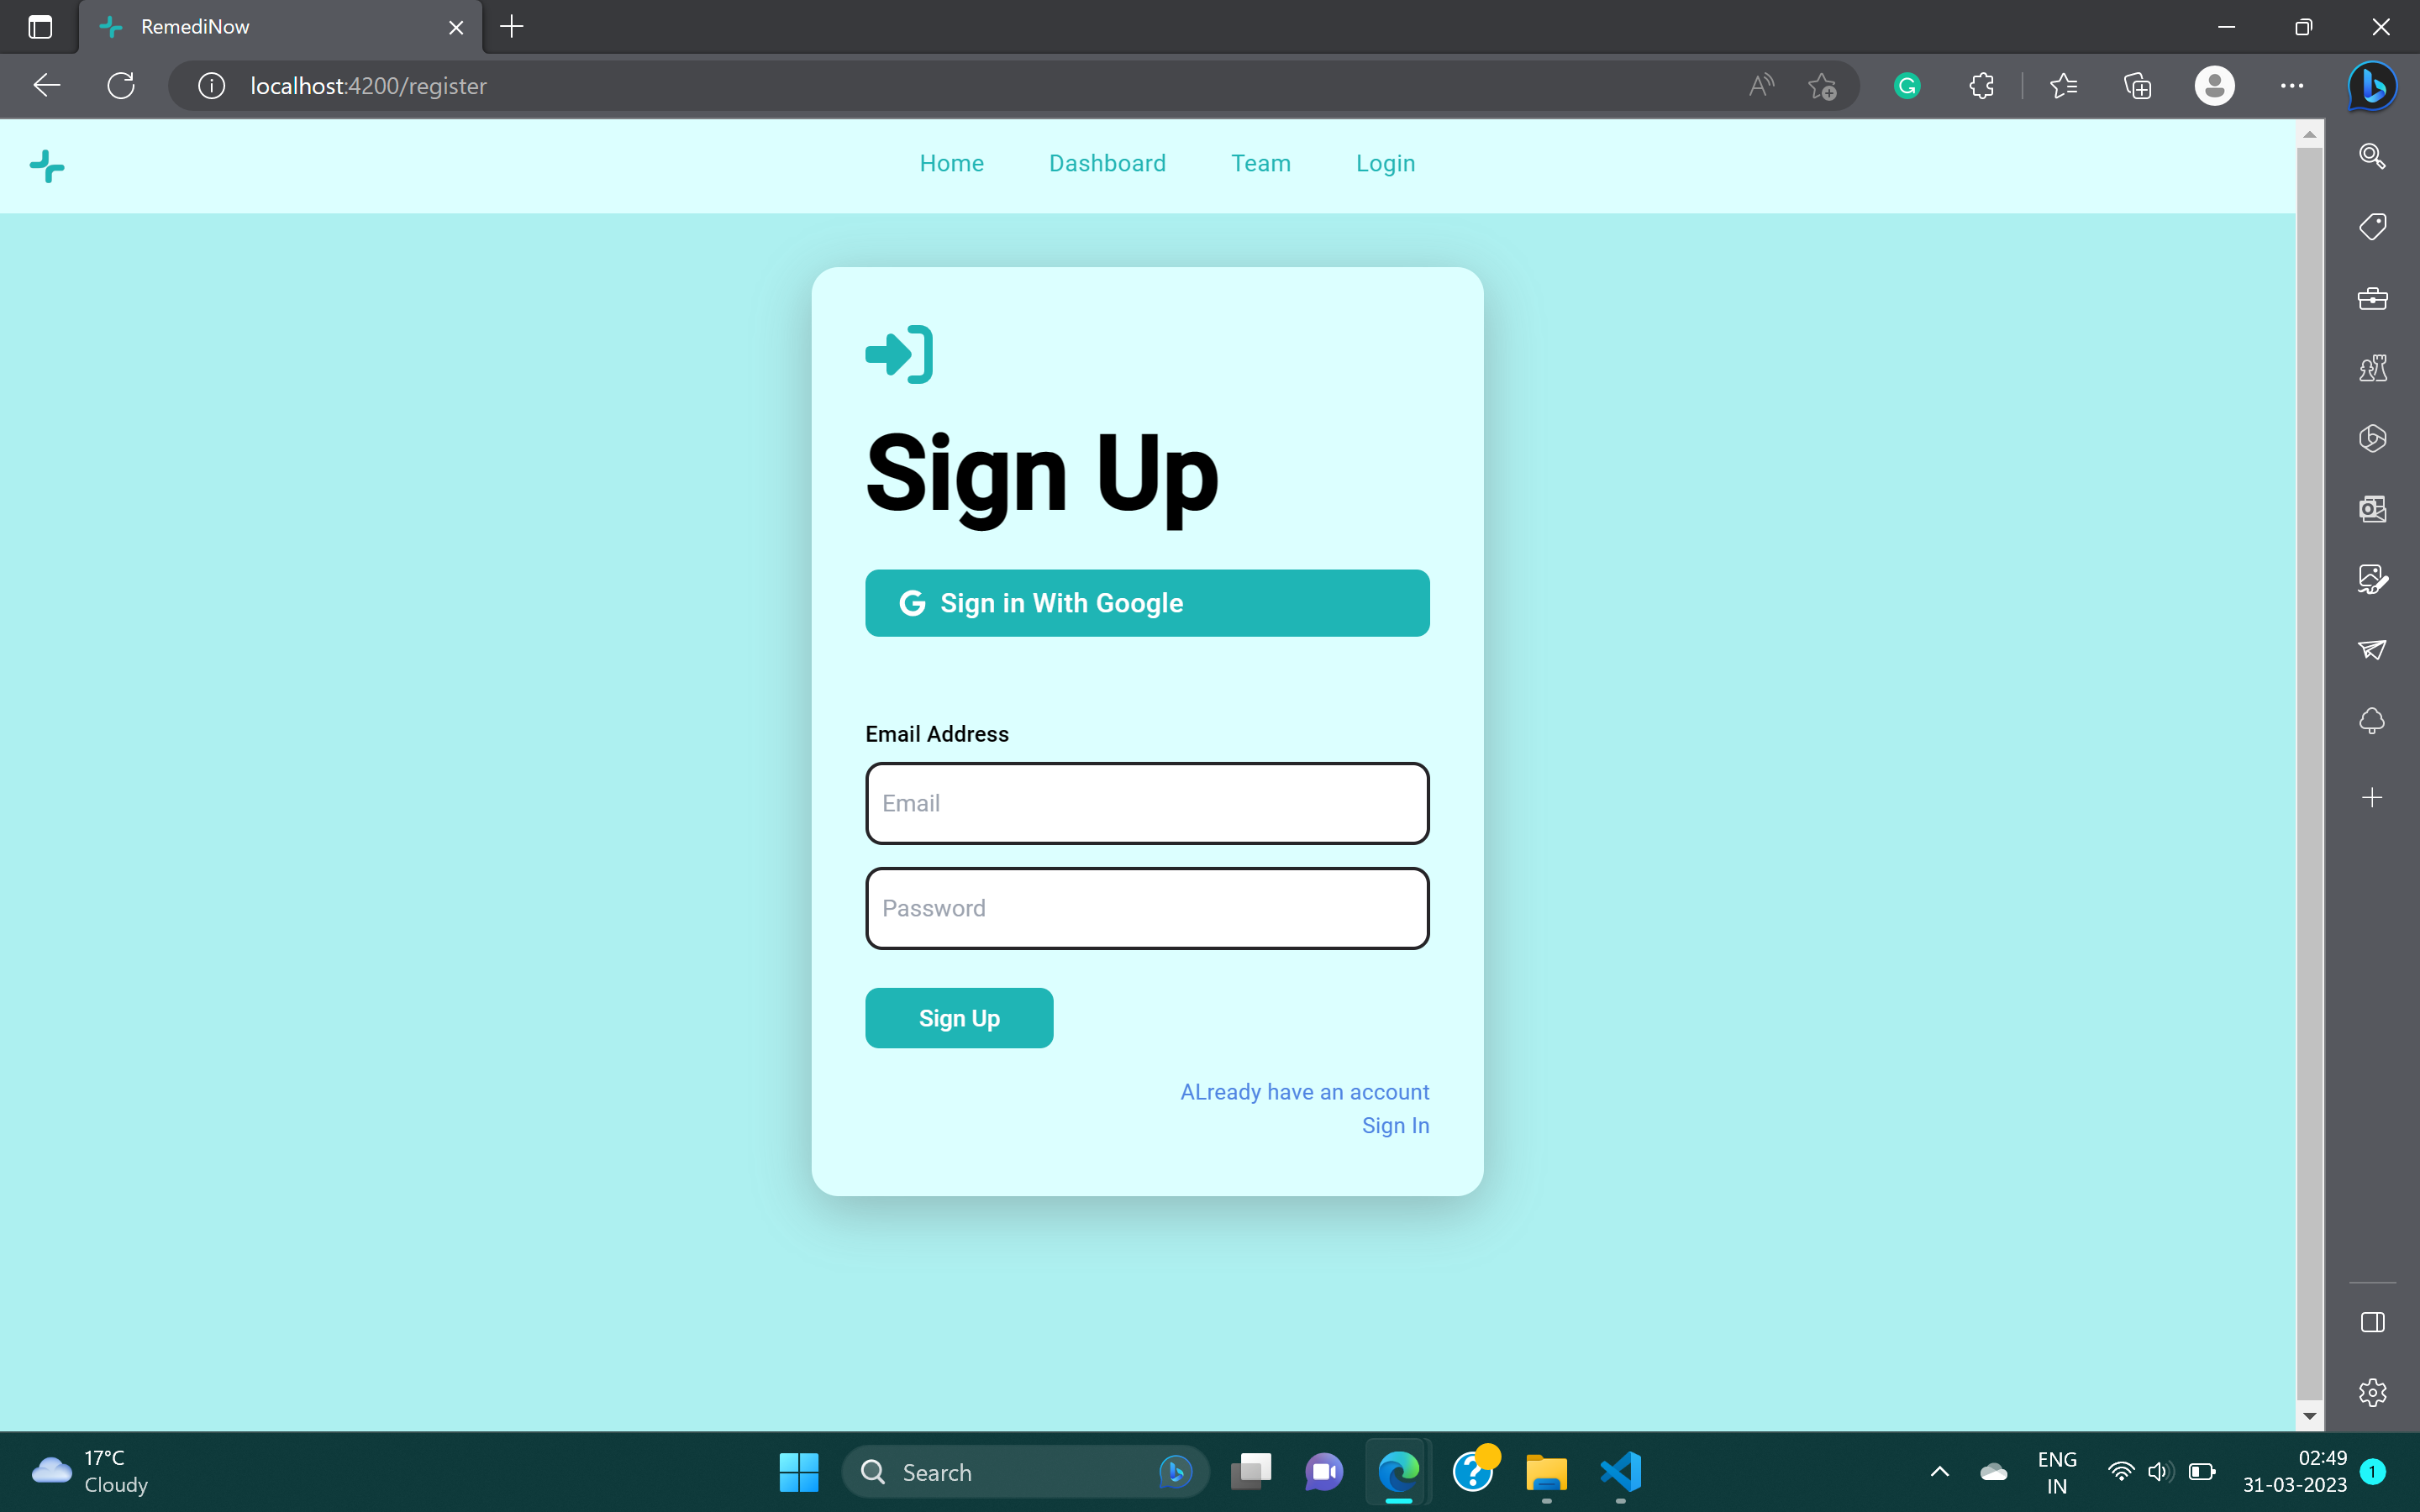 RemediNow
localhost:4200/register
Home Dashboard Team Login
Sign Up
Sign in With Google
Email Address
Email
Password
Sign Up
ALready have an account
Sign In
17°C
Cloudy
Search
ENG
IN
02:49
31-03-2023
1